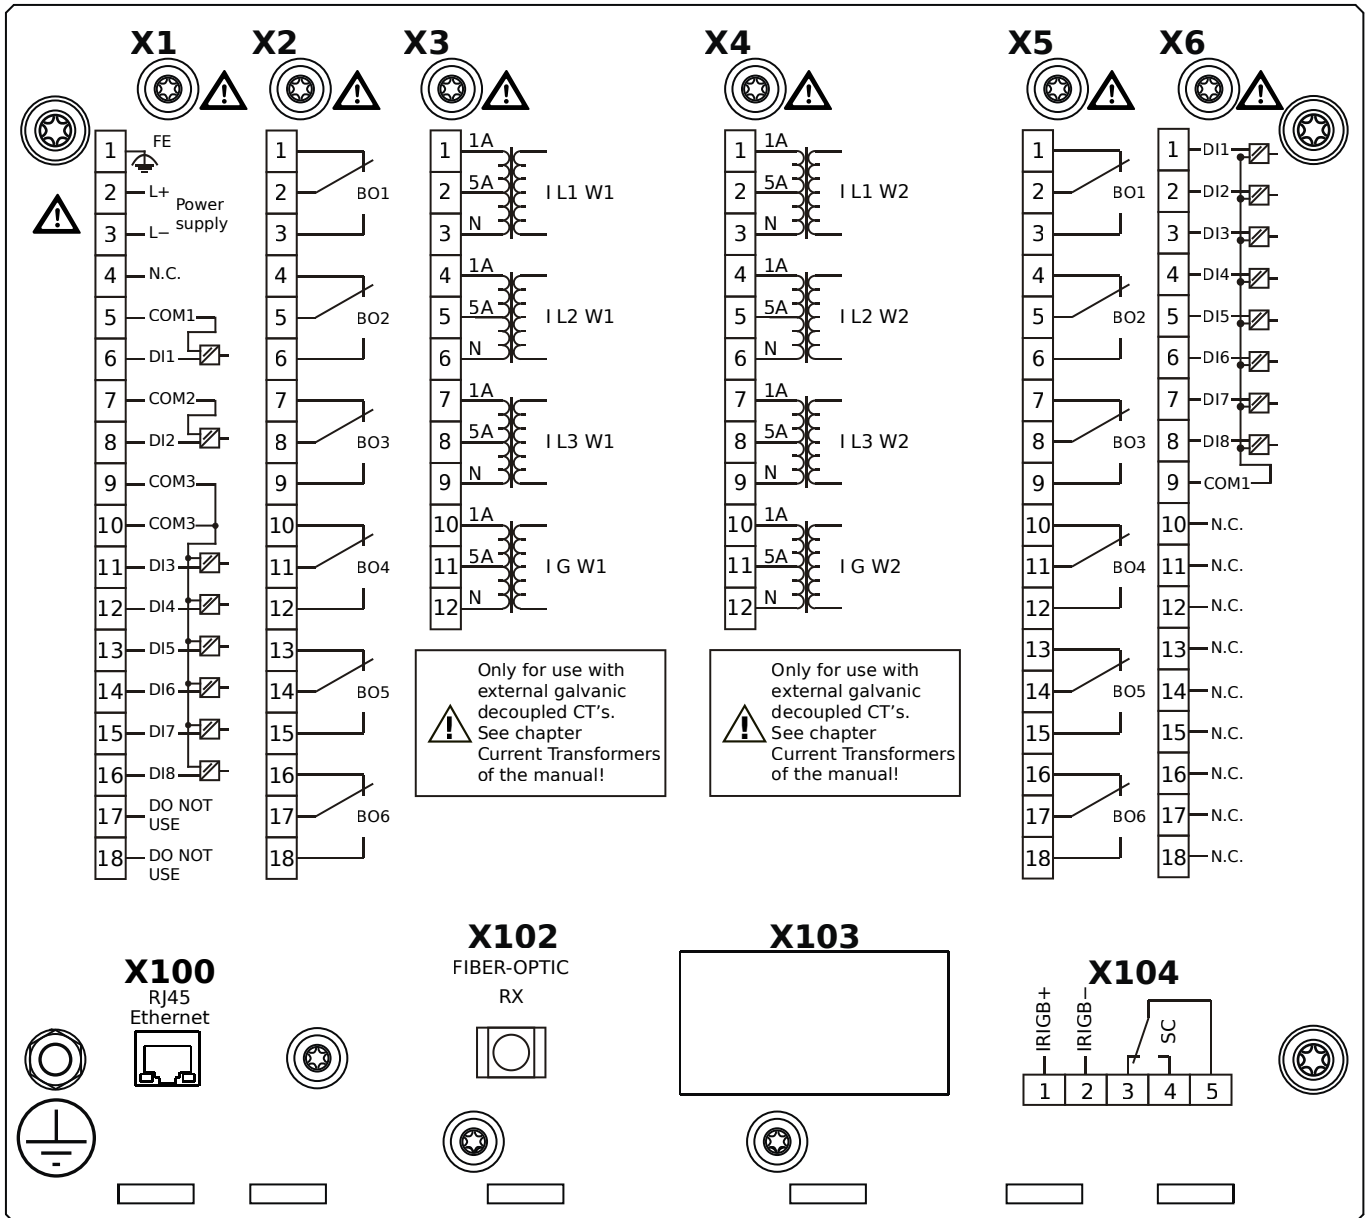 X1
X2
X3
X4
X5
X6
1 FE
2 L+
Power
supply
3 L−
4 N.C.
5 COM1
6 DI1
7 COM2
8 DI2
9 COM3
10 COM3
11 DI3
12 DI4
13 DI5
14 DI6
15 DI7
16 DI8
17 DO NOT
USE
18 DO NOT
USE
1
2 BO1
3
4
5 BO2
6
7
8 BO3
9
10
11 BO4
12
13
14 BO5
15
16
17 BO6
18
1 1A
2 5A I L1 W1
3 N
4 1A
5 5A I L2 W1
6 N
7 1A
8 5A I L3 W1
9 N
10 1A
11 5A I G W1
12 N
Only for use with
external galvanic
decoupled CT's.
See chapter
Current Transformers
of the manual!
1 1A
2 5A I L1 W2
3 N
4 1A
5 5A I L2 W2
6 N
7 1A
8 5A I L3 W2
9 N
10 1A
11 5A I G W2
12 N
Only for use with
external galvanic
decoupled CT's.
See chapter
Current Transformers
of the manual!
1
2 BO1
3
4
5 BO2
6
7
8 BO3
9
10
11 BO4
12
13
14 BO5
15
16
17 BO6
18
1 DI1
2 DI2
3 DI3
4 DI4
5 DI5
6 DI6
7 DI7
8 DI8
9 COM1
10 N.C.
11 N.C.
12 N.C.
13 N.C.
14 N.C.
15 N.C.
16 N.C.
17 N.C.
18 N.C.
X100
RJ45
Ethernet
X102
FIBER-OPTIC
RX
X103
X104
IRIGB+
IRIGB−
SC
1 2 3 4 5